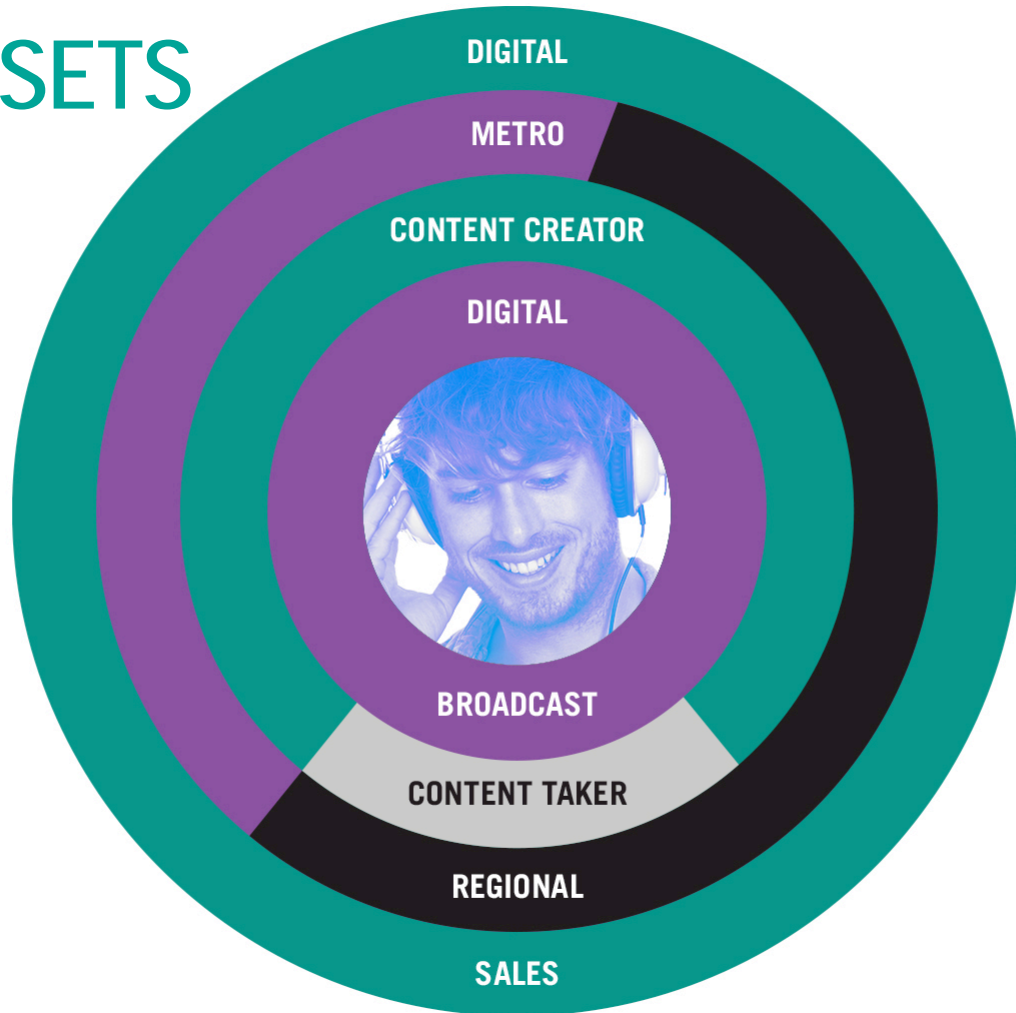 SETS
DIGITAL
METRO
CONTENT CREATOR
DIGITAL
BROADCAST
CONTENT TAKER
REGIONAL
SALES